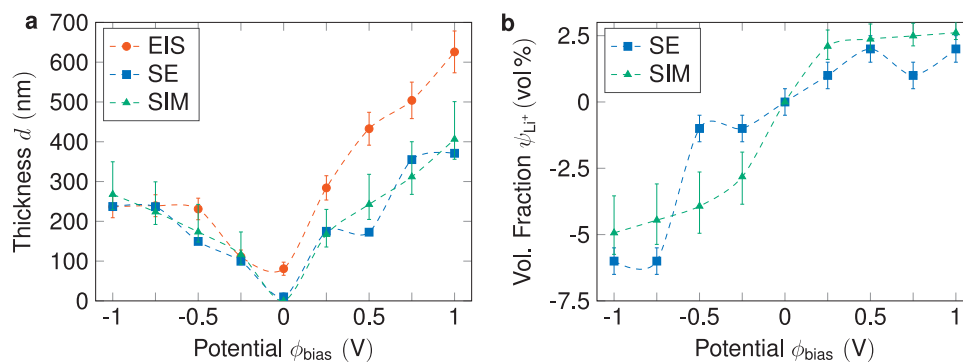 a
700
600
500
400
300
200
100
0
Thickness d (nm)
EIS
SE
SIM
-1 -0.5 0 0.5 1
Potential ϕbias (V)
b
2.5
0
-2.5
-5
-7.5
Vol. Fraction ψLi⁺ (vol %)
SE
SIM
-1 -0.5 0 0.5 1
Potential ϕbias (V)